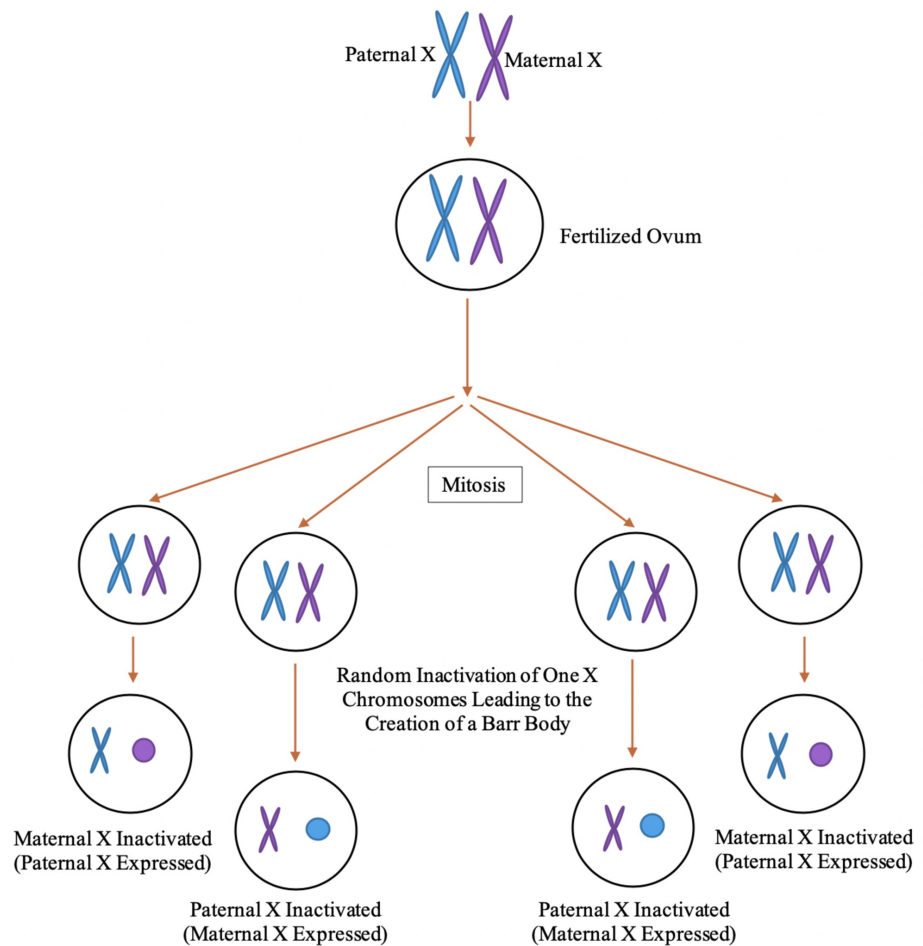 Paternal X
Maternal X
Fertilized Ovum
Mitosis
Random Inactivation of One X
Chromosomes Leading to the
Creation of a Barr Body
Maternal X Inactivated
(Paternal X Expressed)
Paternal X Inactivated
(Maternal X Expressed)
Paternal X Inactivated
(Maternal X Expressed)
Maternal X Inactivated
(Paternal X Expressed)